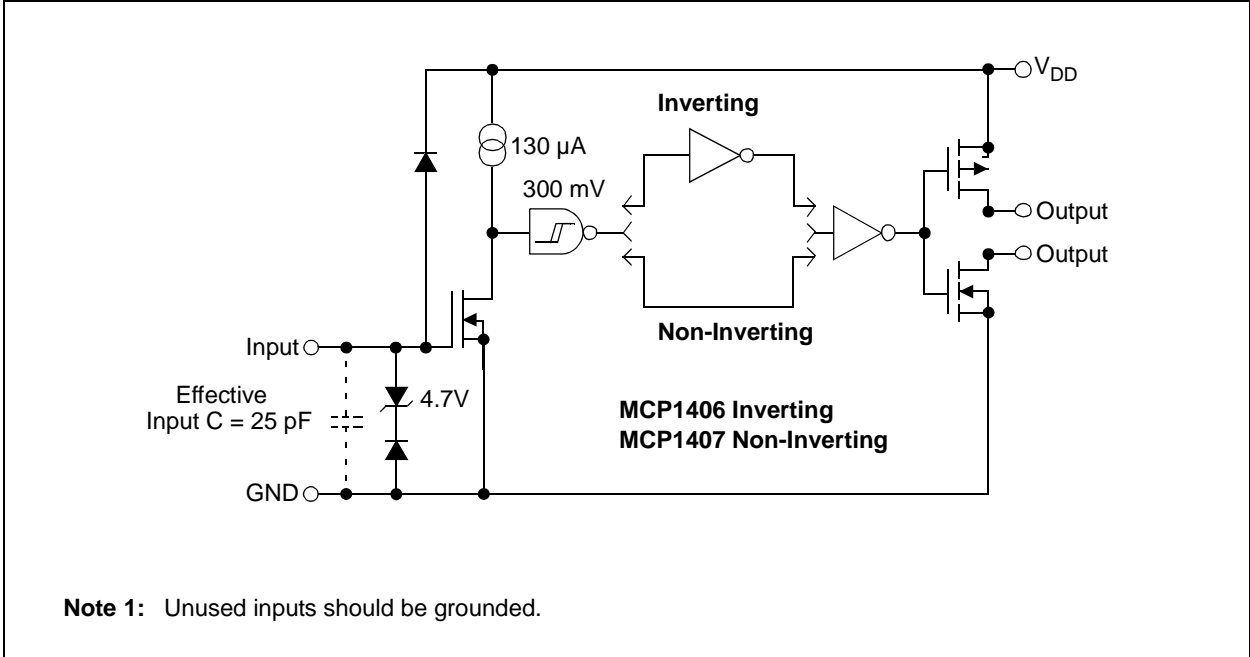 V_DD
Inverting
130 µA
300 mV
Output
Output
Non-Inverting
Input
Effective
Input C = 25 pF
4.7V
MCP1406 Inverting
MCP1407 Non-Inverting
GND
Note 1: Unused inputs should be grounded.